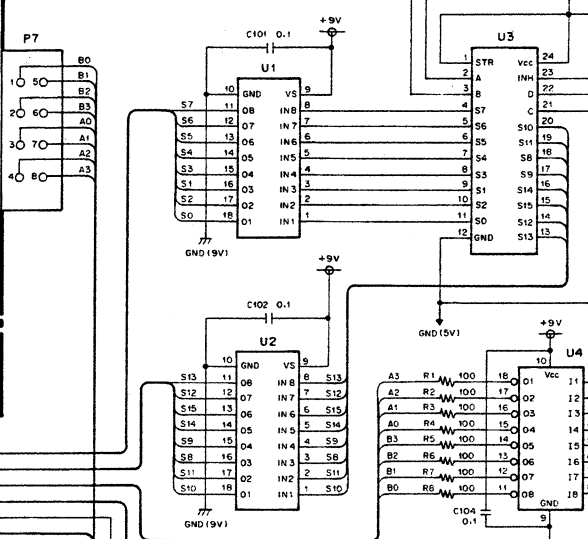 P7
B0
1 5 B1
B2
2 6 B3
A0
3 7 A1
A2
4 8 A3
+9V
C101 0.1
U1
10 GND VS 9
S7 11 O8 IN8 8
S6 12 O7 IN7 7
S5 13 O6 IN6 6
S4 14 O5 IN5 5
S3 15 O4 IN4 4
S1 16 O3 IN3 3
S2 17 O2 IN2 2
S0 18 O1 IN1 1
GND (9V)
U3
1 STR Vcc 24
2 A INH 23
3 B D 22
4 S7 C 21
5 S6 S10 20
6 S5 S11 19
7 S4 S8 18
8 S3 S9 17
9 S1 S14 16
10 S2 S15 15
11 S0 S12 14
12 GND S13 13
GND (5V)
+9V
C102 0.1
U2
10 GND VS 9
S13 11 O8 IN8 8 S13
S12 12 O7 IN7 7 S12
S15 13 O6 IN6 6 S15
S14 14 O5 IN5 5 S14
S9 15 O4 IN4 4 S9
S8 16 O3 IN3 3 S8
S11 17 O2 IN2 2 S11
S10 18 O1 IN1 1 S10
GND (9V)
+9V
U4
10
Vcc
A3 R1 100 18 O1 I1
A2 R2 100 17 O2 I2
A1 R3 100 16 O3 I3
A0 R4 100 15 O4 I4
B3 R5 100 14 O5 I5
B2 R6 100 13 O6 I6
B1 R7 100 12 O7 I7
B0 R8 100 11 O8 I8
GND
9
C104
0.1